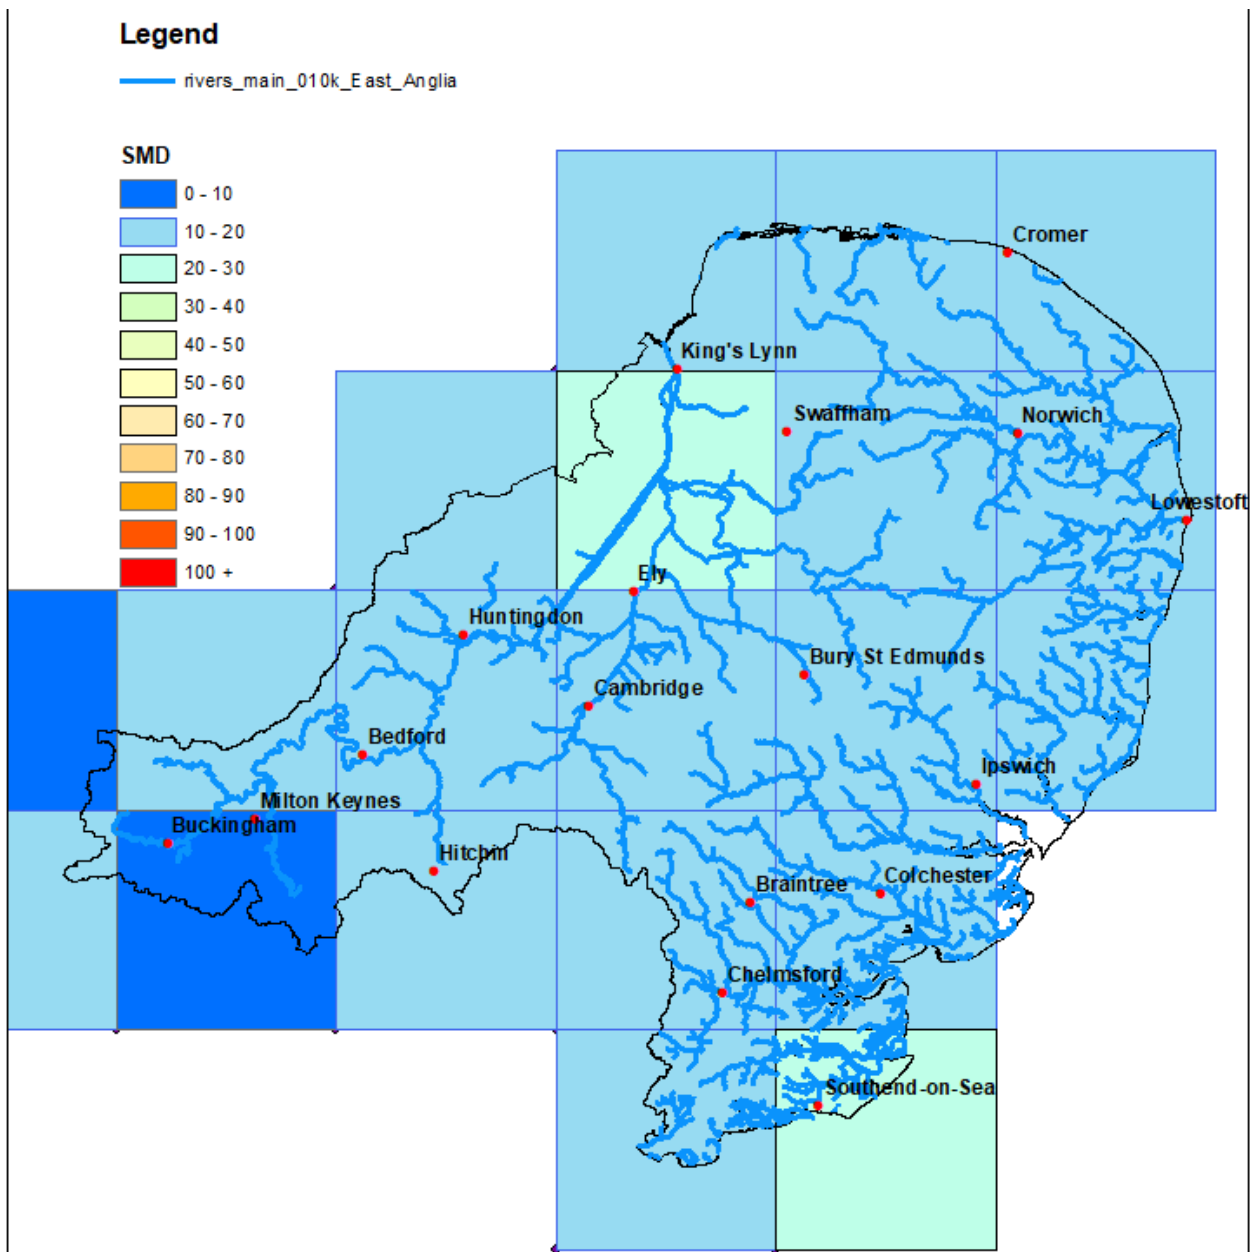 Legend
rivers_main_010k_East_Anglia
SMD
0 - 10
10 - 20
20 - 30
30 - 40
40 - 50
50 - 60
60 - 70
70 - 80
80 - 90
90 - 100
100 +
Cromer
King's Lynn
Swaffham
Norwich
Lowestoft
Ely
Huntingdon
Bury St Edmunds
Cambridge
Bedford
Ipswich
Milton Keynes
Buckingham
Hitchin
Braintree
Colchester
Chelmsford
Southend-on-Sea